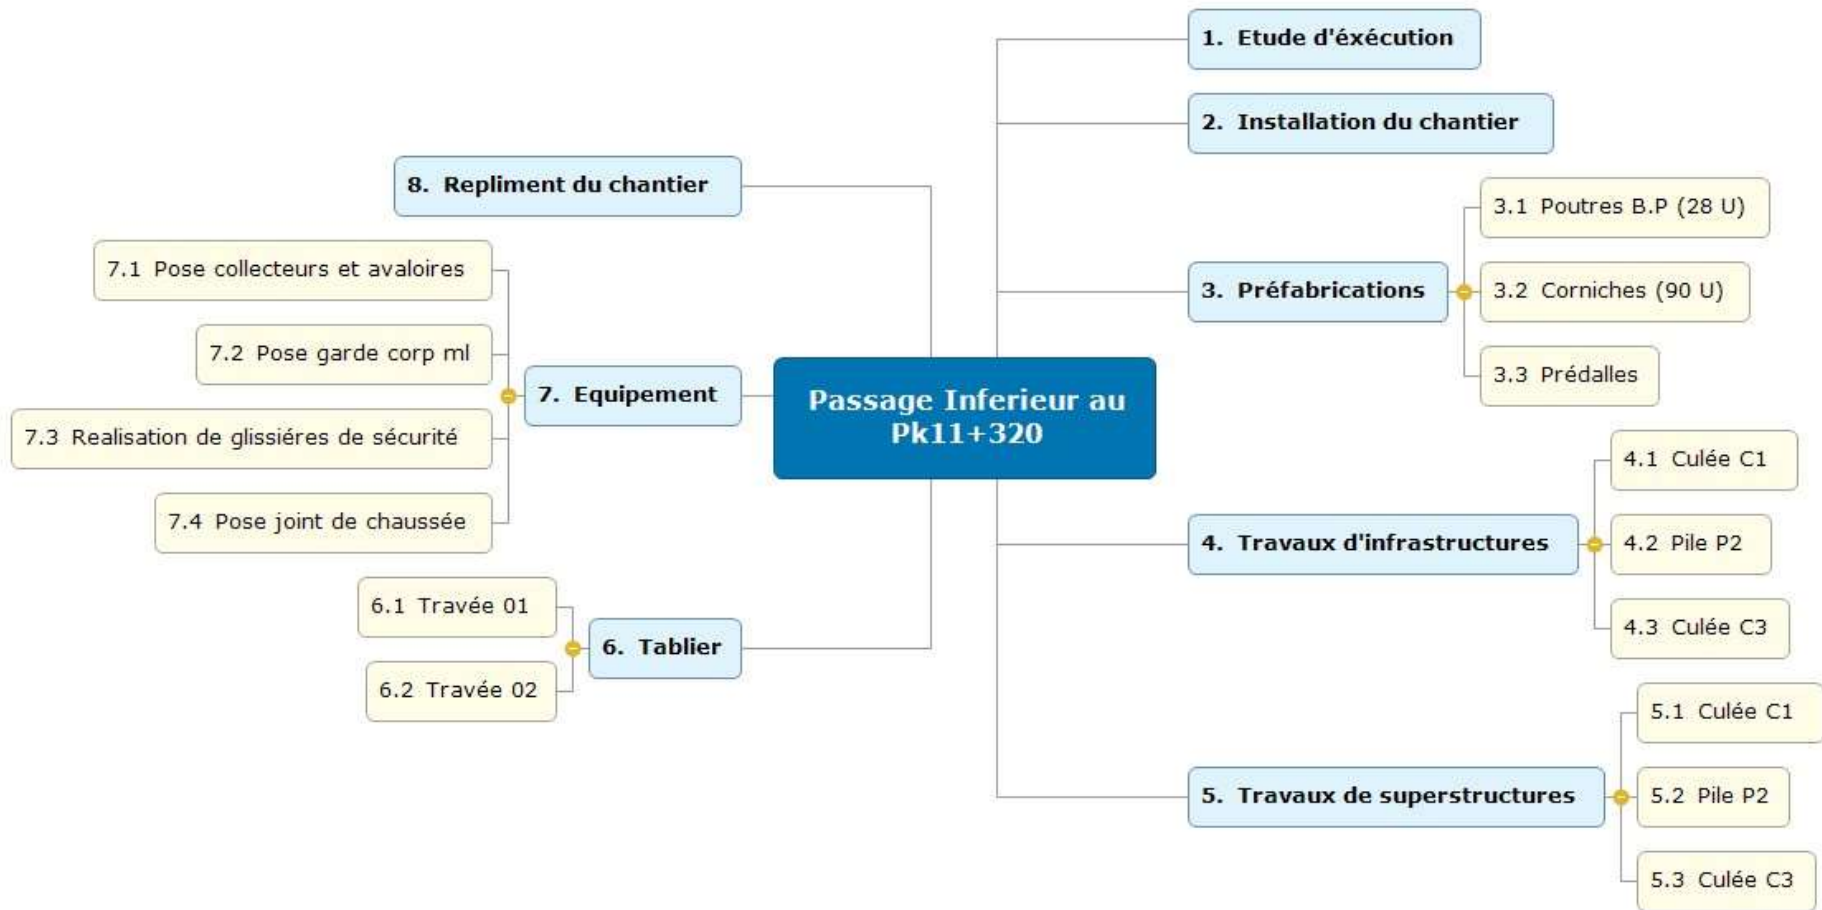 Passage Inferieur au
Pk11+320
1. Etude d'éxécution
2. Installation du chantier
3. Préfabrications
3.1 Poutres B.P (28 U)
3.2 Corniches (90 U)
3.3 Prédalles
4. Travaux d'infrastructures
4.1 Culée C1
4.2 Pile P2
4.3 Culée C3
5. Travaux de superstructures
5.1 Culée C1
5.2 Pile P2
5.3 Culée C3
6. Tablier
6.1 Travée 01
6.2 Travée 02
7. Equipement
7.1 Pose collecteurs et avaloires
7.2 Pose garde corp ml
7.3 Realisation de glissiéres de sécurité
7.4 Pose joint de chaussée
8. Repliment du chantier